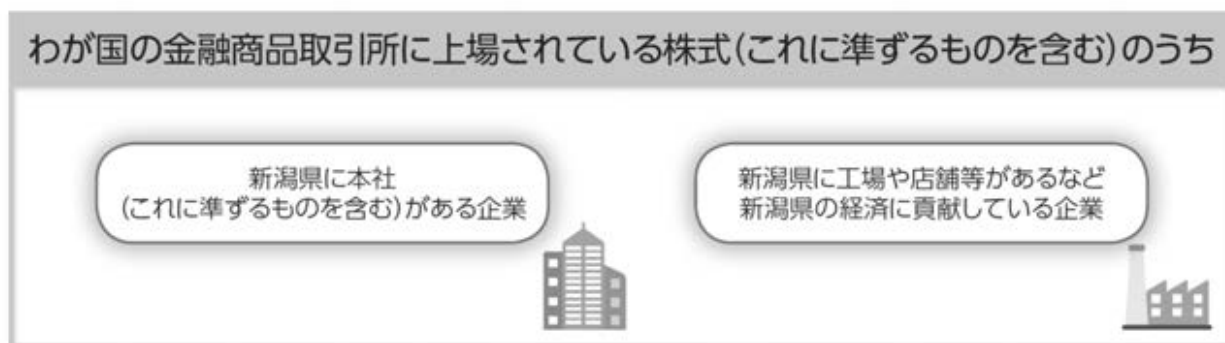 わが国の金融商品取引所に上場されている株式(これに準ずるものを含む)のうち
新潟県に本社
(これに準ずるものを含む)がある企業
新潟県に工場や店舗等があるなど
新潟県の経済に貢献している企業